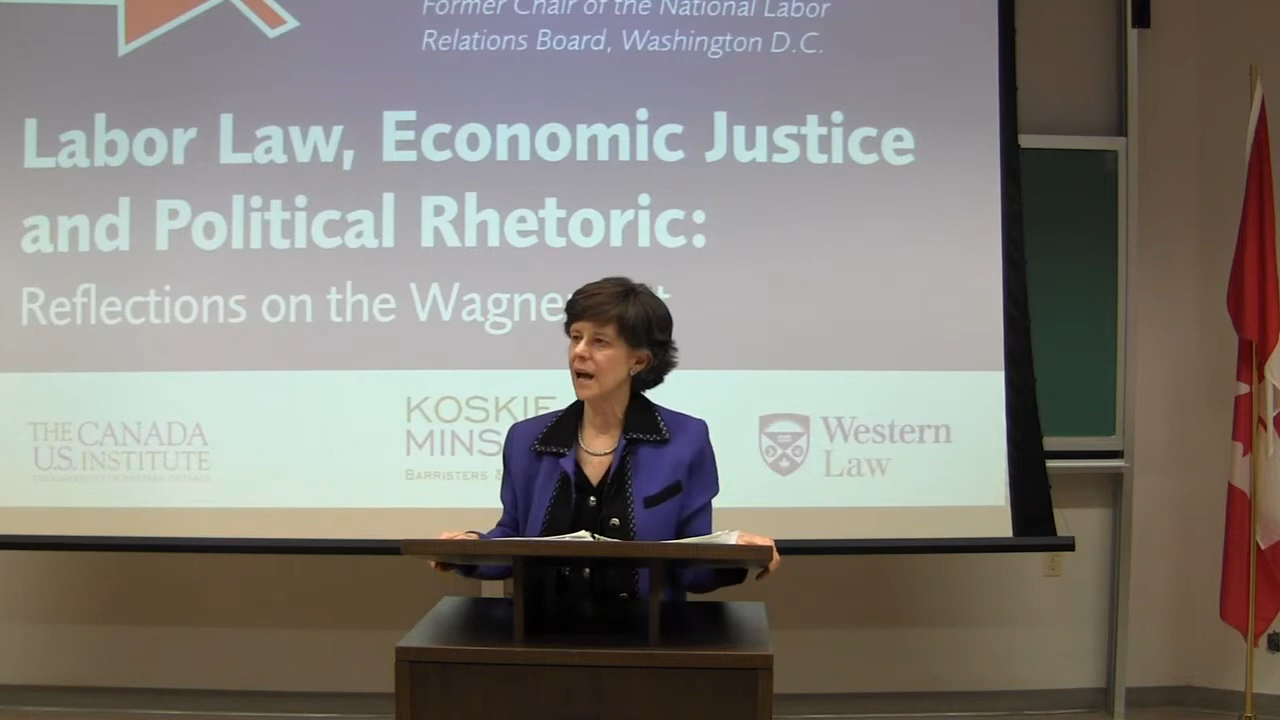 Former Chair of the National Labor
Relations Board, Washington D.C.
Labor Law, Economic Justice
and Political Rhetoric:
Reflections on the Wagne
THE CANADA
U.S. INSTITUTE
KOSKIE
MINS
BARRISTERS &
Western
Law